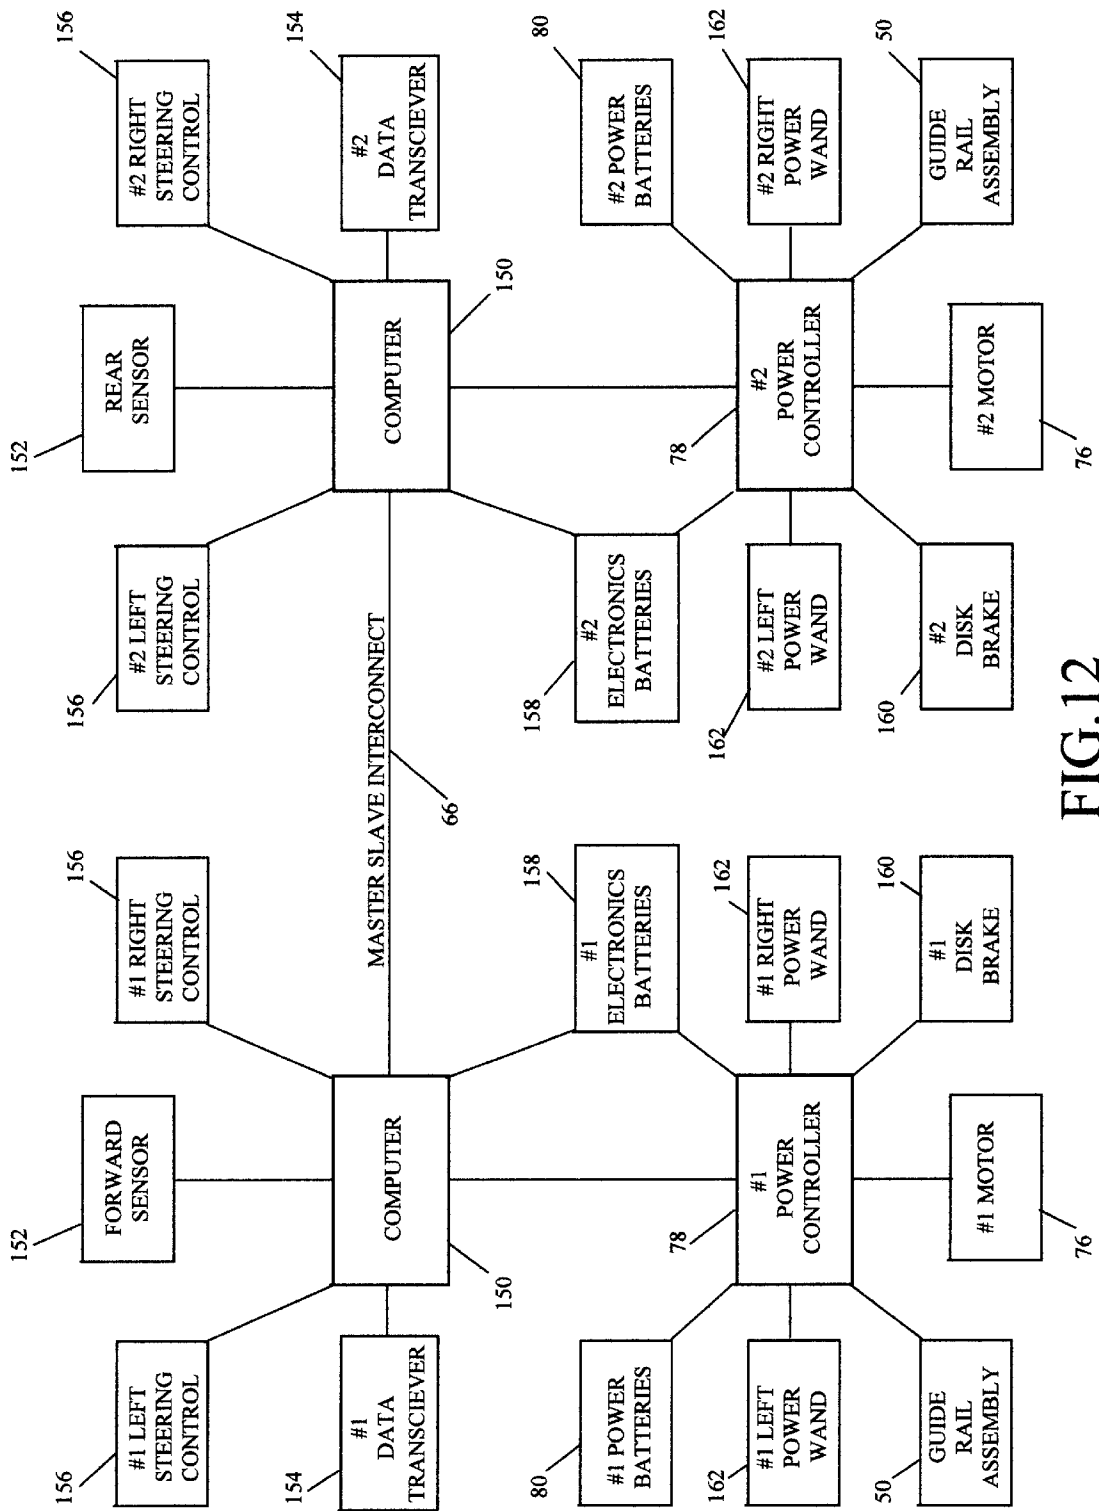 156
#1 LEFT
STEERING
CONTROL
152
FORWARD
SENSOR
156
#1 RIGHT
STEERING
CONTROL
154
#1
DATA
TRANSCIEVER
COMPUTER
150
MASTER SLAVE INTERCONNECT
66
156
#2 LEFT
STEERING
CONTROL
152
REAR
SENSOR
156
#2 RIGHT
STEERING
CONTROL
COMPUTER
150
154
#2
DATA
TRANSCIEVER
80
#1 POWER
BATTERIES
158
#1
ELECTRONICS
BATTERIES
162
#1 LEFT
POWER
WAND
78
#1
POWER
CONTROLLER
162
#1 RIGHT
POWER
WAND
50
GUIDE
RAIL
ASSEMBLY
#1 MOTOR
76
160
#1
DISK
BRAKE
158
#2
ELECTRONICS
BATTERIES
80
#2 POWER
BATTERIES
162
#2 LEFT
POWER
WAND
78
#2
POWER
CONTROLLER
162
#2 RIGHT
POWER
WAND
160
#2
DISK
BRAKE
#2 MOTOR
76
50
GUIDE
RAIL
ASSEMBLY
FIG. 12